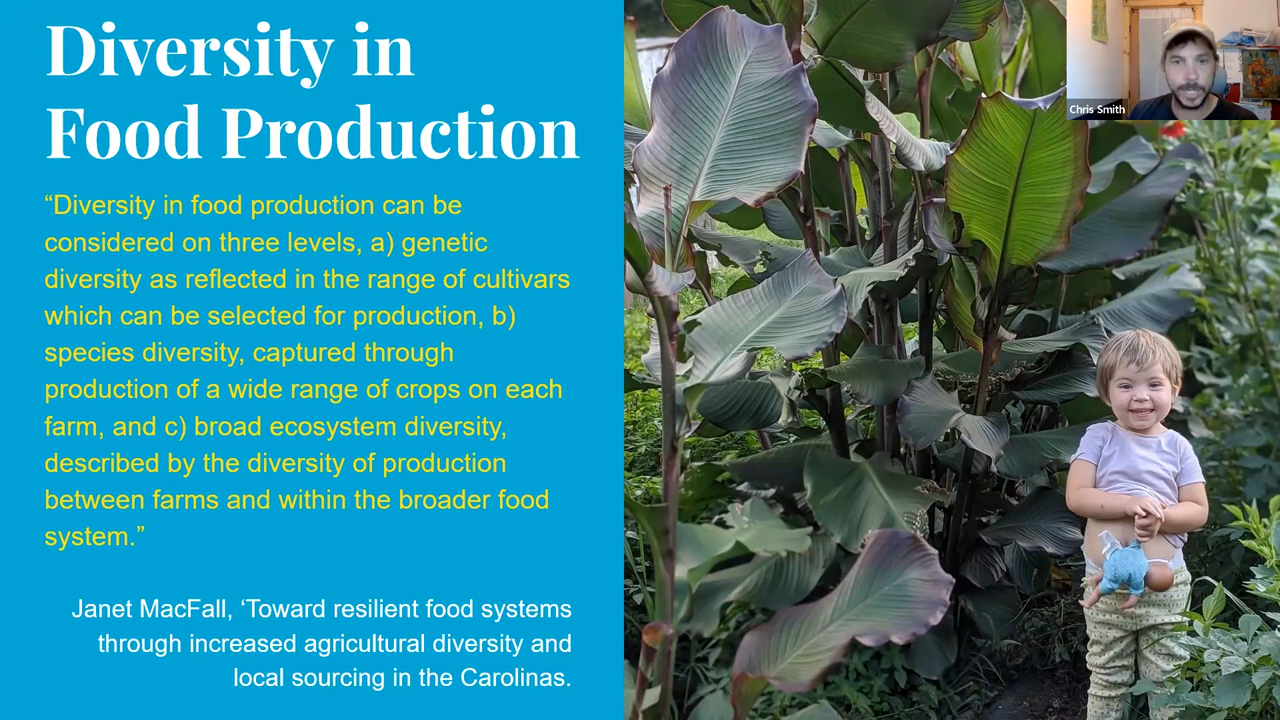 Diversity in
Food Production
“Diversity in food production can be
considered on three levels, a) genetic
diversity as reflected in the range of cultivars
which can be selected for production, b)
species diversity, captured through
production of a wide range of crops on each
farm, and c) broad ecosystem diversity,
described by the diversity of production
between farms and within the broader food
system.”
Janet MacFall, ‘Toward resilient food systems
through increased agricultural diversity and
local sourcing in the Carolinas.
Chris Smith